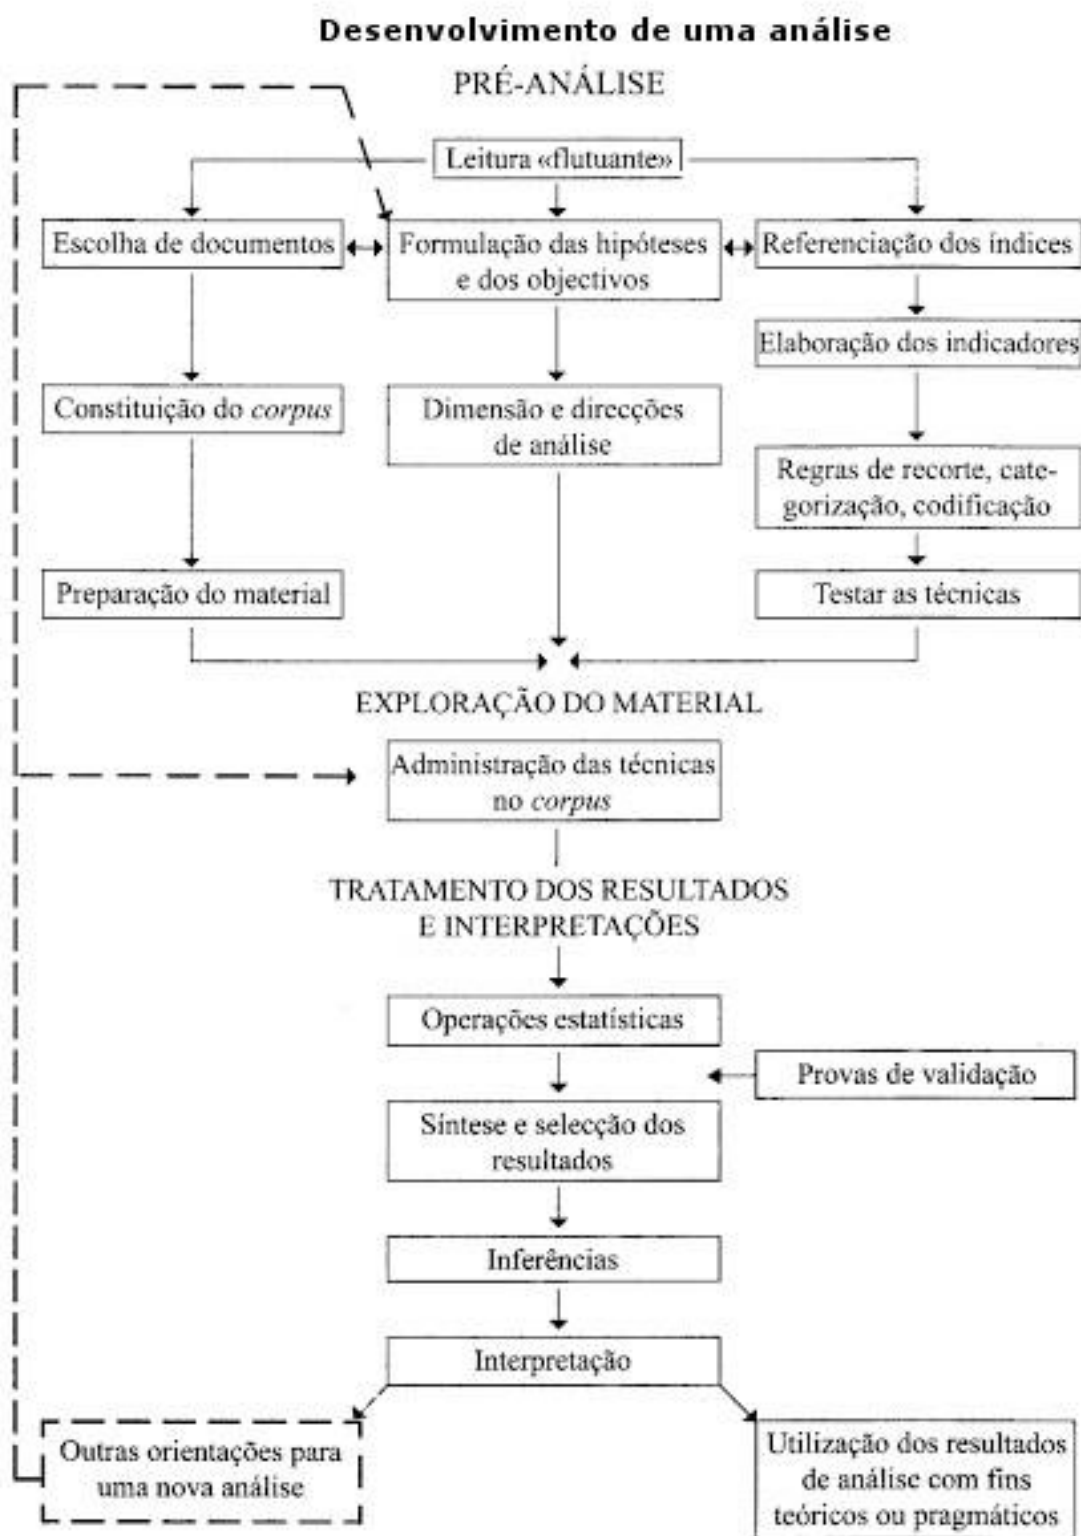 Desenvolvimento de uma análise
PRÉ-ANÁLISE
Leitura «flutuante»
Escolha de documentos
Formulação das hipóteses
e dos objectivos
Referenciação dos índices
Elaboração dos indicadores
Constituição do corpus
Dimensão e direcções
de análise
Regras de recorte, cate-
gorização, codificação
Preparação do material
Testar as técnicas
EXPLORAÇÃO DO MATERIAL
Administração das técnicas
no corpus
TRATAMENTO DOS RESULTADOS
E INTERPRETAÇÕES
Operações estatísticas
Provas de validação
Síntese e selecção dos
resultados
Inferências
Interpretação
Outras orientações para
uma nova análise
Utilização dos resultados
de análise com fins
teóricos ou pragmáticos